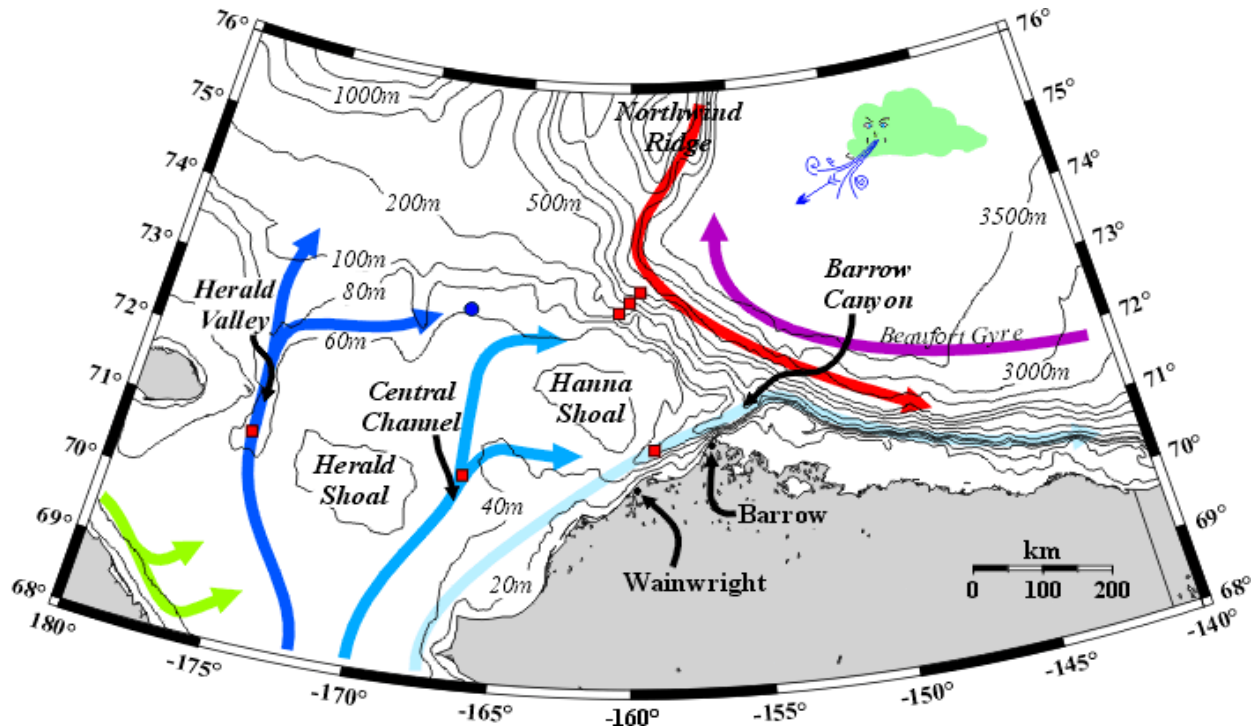 76°
76°
75°
75°
74°
74°
73°
73°
72°
72°
71°
71°
70°
70°
69°
69°
68°
68°
180°
-175°
-170°
-165°
-160°
-155°
-150°
-145°
-140°
1000m
Northwind
Ridge
200m
500m
3500m
100m
Herald
Valley
80m
60m
Barrow
Canyon
Beaufort Gyre
3000m
Central
Channel
Hanna
Shoal
Herald
Shoal
40m
20m
Barrow
Wainwright
km
0 100 200